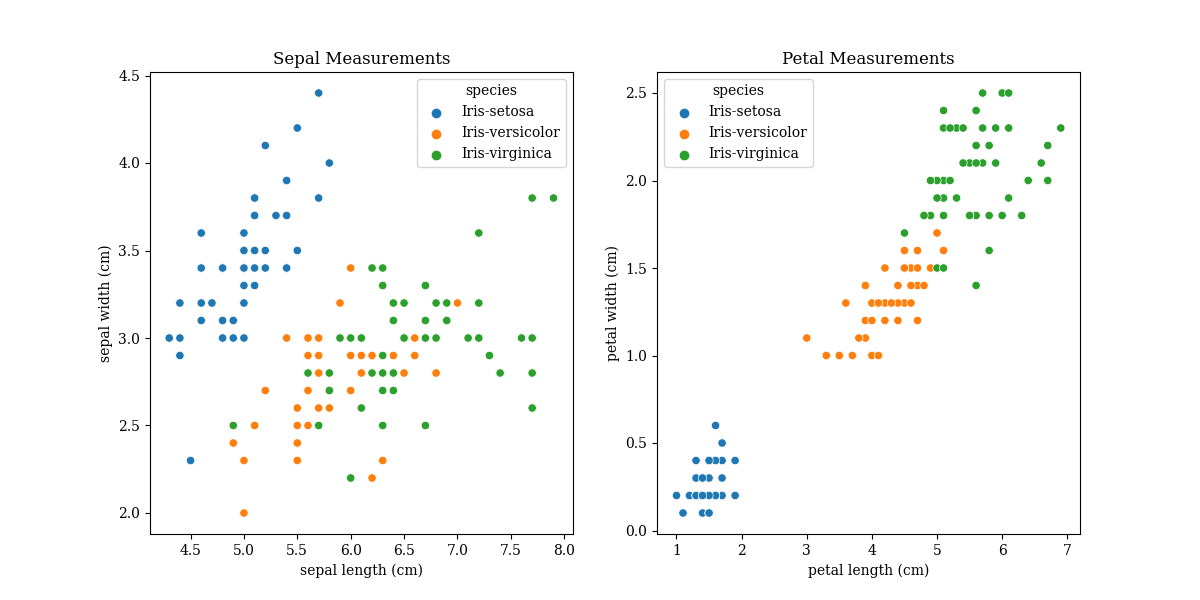 Sepal Measurements
4.5
4.0
3.5
3.0
2.5
2.0
sepal width (cm)
species
Iris-setosa
Iris-versicolor
Iris-virginica
4.5 5.0 5.5 6.0 6.5 7.0 7.5 8.0
sepal length (cm)
Petal Measurements
2.5
2.0
1.5
1.0
0.5
0.0
petal width (cm)
species
Iris-setosa
Iris-versicolor
Iris-virginica
1 2 3 4 5 6 7
petal length (cm)